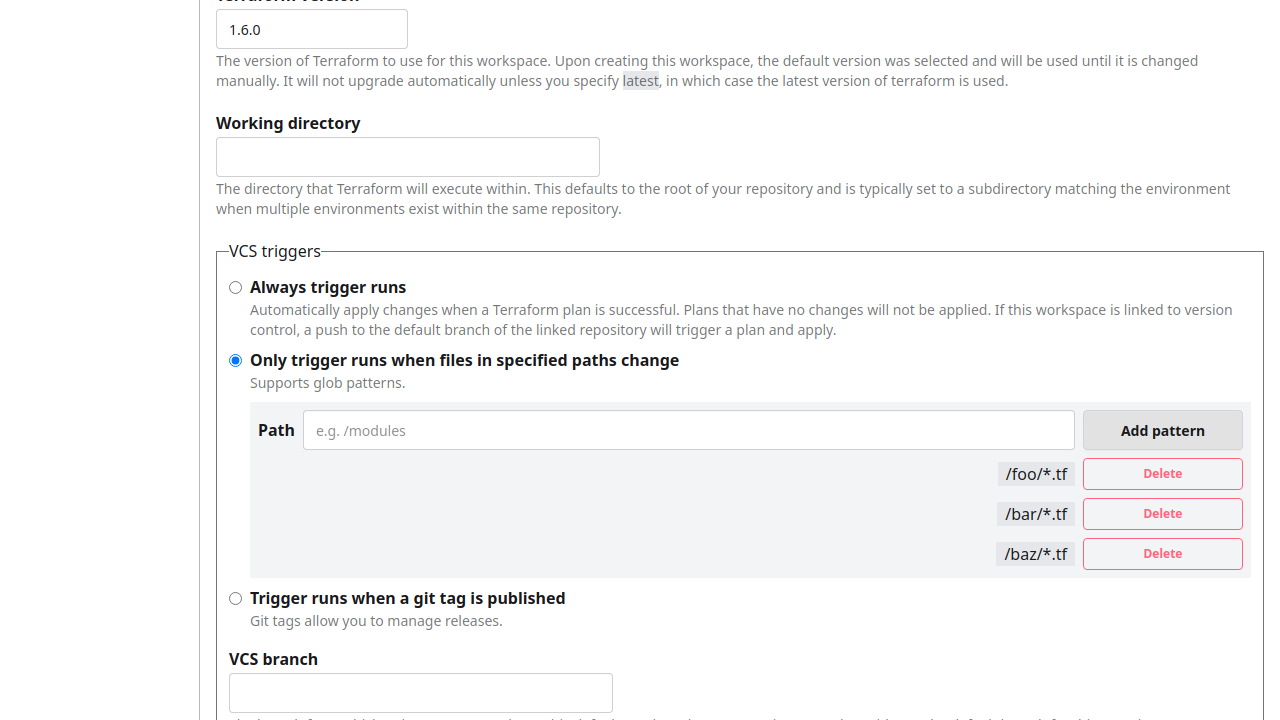 Terraform version
1.6.0
The version of Terraform to use for this workspace. Upon creating this workspace, the default version was selected and will be used until it is changed
manually. It will not upgrade automatically unless you specify latest, in which case the latest version of terraform is used.
Working directory
The directory that Terraform will execute within. This defaults to the root of your repository and is typically set to a subdirectory matching the environment
when multiple environments exist within the same repository.
VCS triggers
Always trigger runs
Automatically apply changes when a Terraform plan is successful. Plans that have no changes will not be applied. If this workspace is linked to version
control, a push to the default branch of the linked repository will trigger a plan and apply.
Only trigger runs when files in specified paths change
Supports glob patterns.
Path e.g. /modules Add pattern
/foo/*.tf Delete
/bar/*.tf Delete
/baz/*.tf Delete
Trigger runs when a git tag is published
Git tags allow you to manage releases.
VCS branch